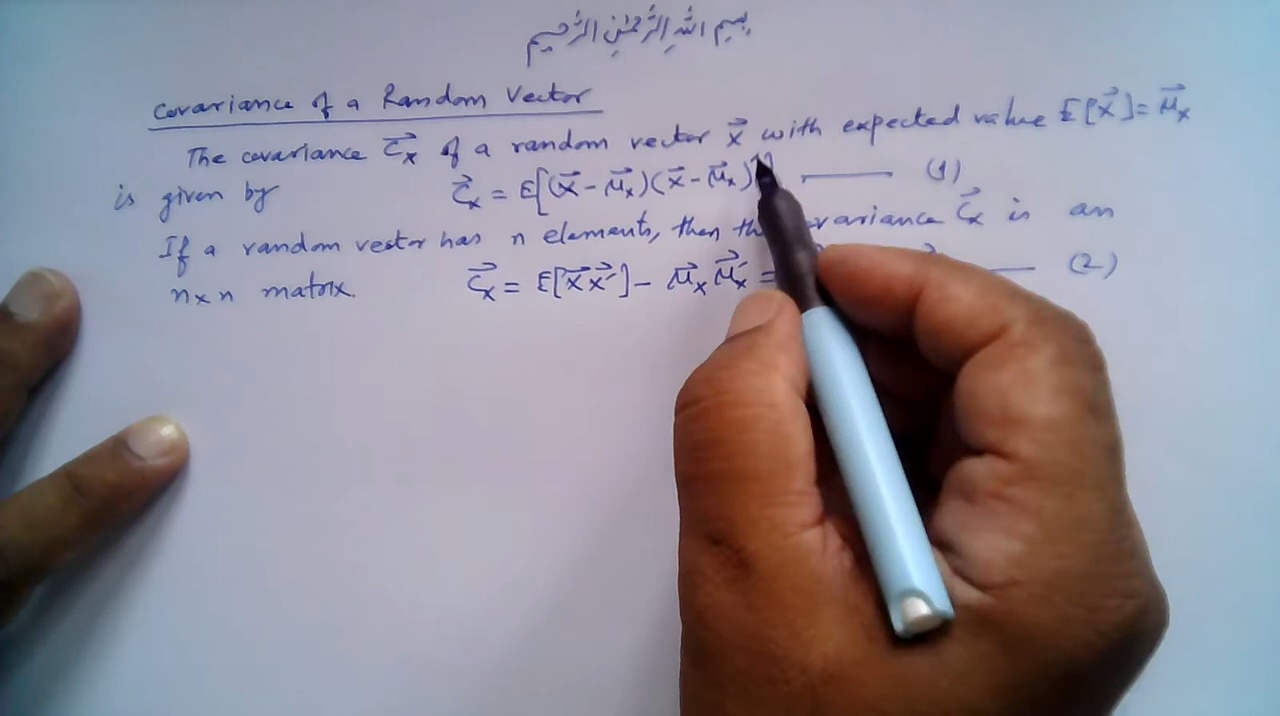 بسم الله الرحمن الرحيم
Covariance of a Random Vector
The covariance C⃗ₓ of a random vector x⃗ with expected value E[x⃗] = μ⃗ₓ
is given by C⃗ₓ = E[(x⃗ - μ⃗ₓ)(x⃗ - μ⃗ₓ)'] —— (1)
If a random vector has n elements, then covariance C⃗ₓ is an
n x n matrix. C⃗ₓ = E[x⃗x⃗'] - μ⃗ₓμ⃗ₓ' = —— (2)